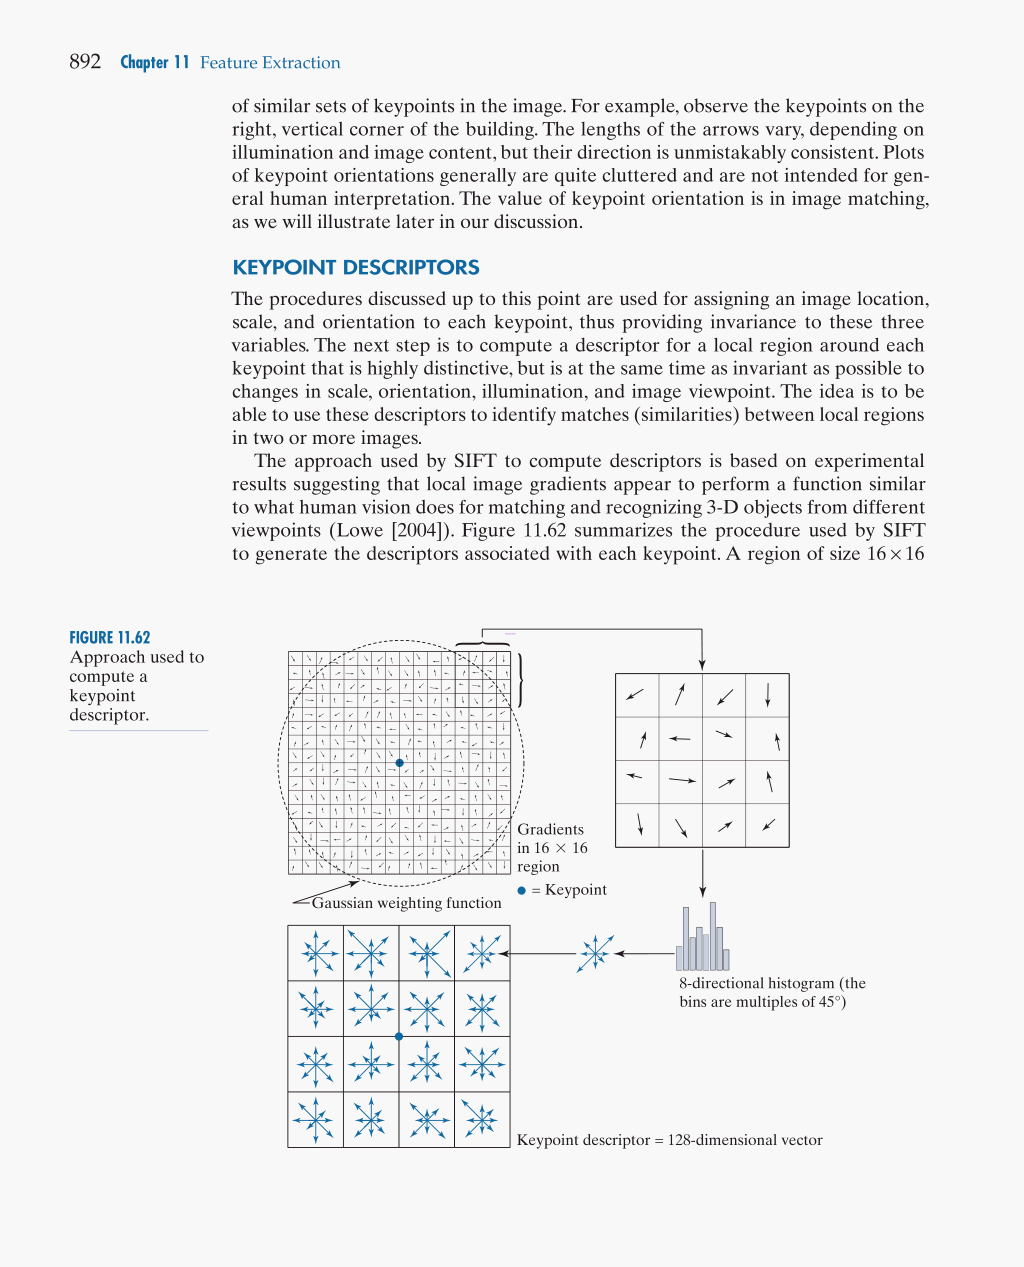 892 Chapter 11 Feature Extraction
of similar sets of keypoints in the image. For example, observe the keypoints on the
right, vertical corner of the building. The lengths of the arrows vary, depending on
illumination and image content, but their direction is unmistakably consistent. Plots
of keypoint orientations generally are quite cluttered and are not intended for gen-
eral human interpretation. The value of keypoint orientation is in image matching,
as we will illustrate later in our discussion.
KEYPOINT DESCRIPTORS
The procedures discussed up to this point are used for assigning an image location,
scale, and orientation to each keypoint, thus providing invariance to these three
variables. The next step is to compute a descriptor for a local region around each
keypoint that is highly distinctive, but is at the same time as invariant as possible to
changes in scale, orientation, illumination, and image viewpoint. The idea is to be
able to use these descriptors to identify matches (similarities) between local regions
in two or more images.
The approach used by SIFT to compute descriptors is based on experimental
results suggesting that local image gradients appear to perform a function similar
to what human vision does for matching and recognizing 3-D objects from different
viewpoints (Lowe [2004]). Figure 11.62 summarizes the procedure used by SIFT
to generate the descriptors associated with each keypoint. A region of size 16 × 16
FIGURE 11.62
Approach used to
compute a
keypoint
descriptor.
Gradients
in 16 × 16
region
= Keypoint
Gaussian weighting function
8-directional histogram (the
bins are multiples of 45°)
Keypoint descriptor = 128-dimensional vector